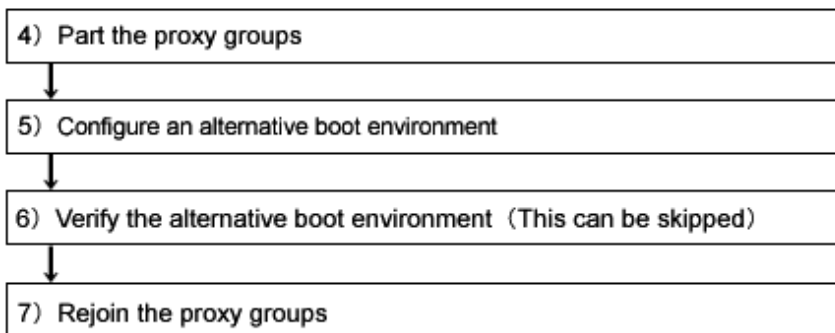 4）Part the proxy groups
5）Configure an alternative boot environment
6）Verify the alternative boot environment（This can be skipped）
7）Rejoin the proxy groups